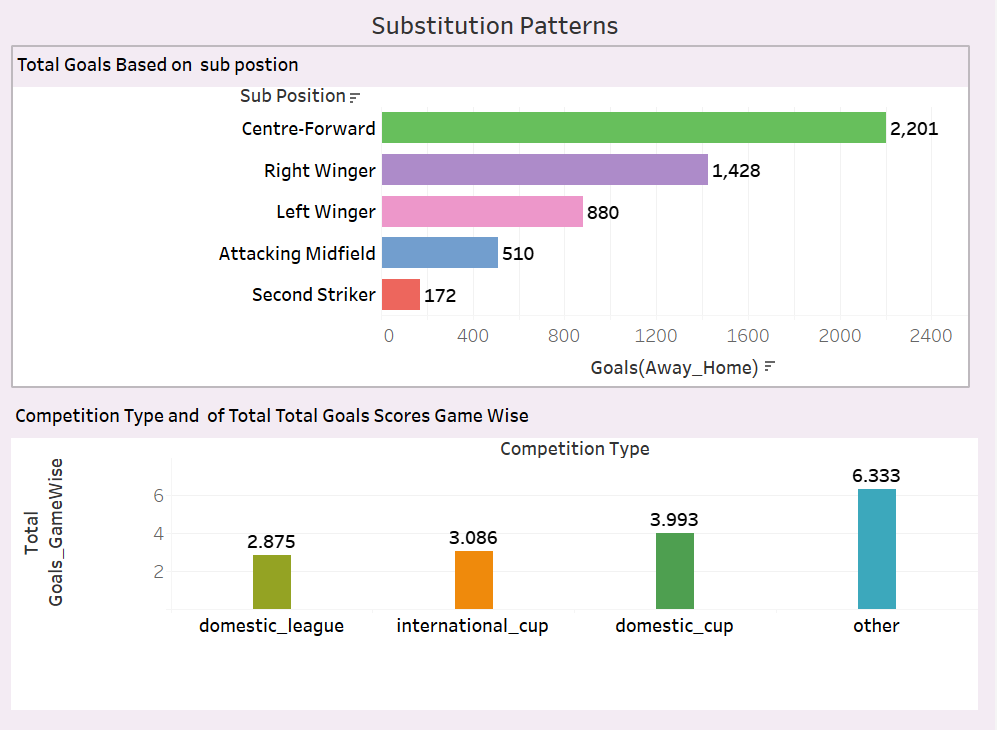 Substitution Patterns
Total Goals Based on  sub postion
Sub Position
Centre-Forward 2,201
Right Winger 1,428
Left Winger 880
Attacking Midfield 510
Second Striker 172
0 400 800 1200 1600 2000 2400
Goals(Away_Home)
Competition Type and  of Total Total Goals Scores Game Wise
Competition Type
Total
Goals_GameWise
6
4
2
2.875 3.086 3.993 6.333
domestic_league international_cup domestic_cup other